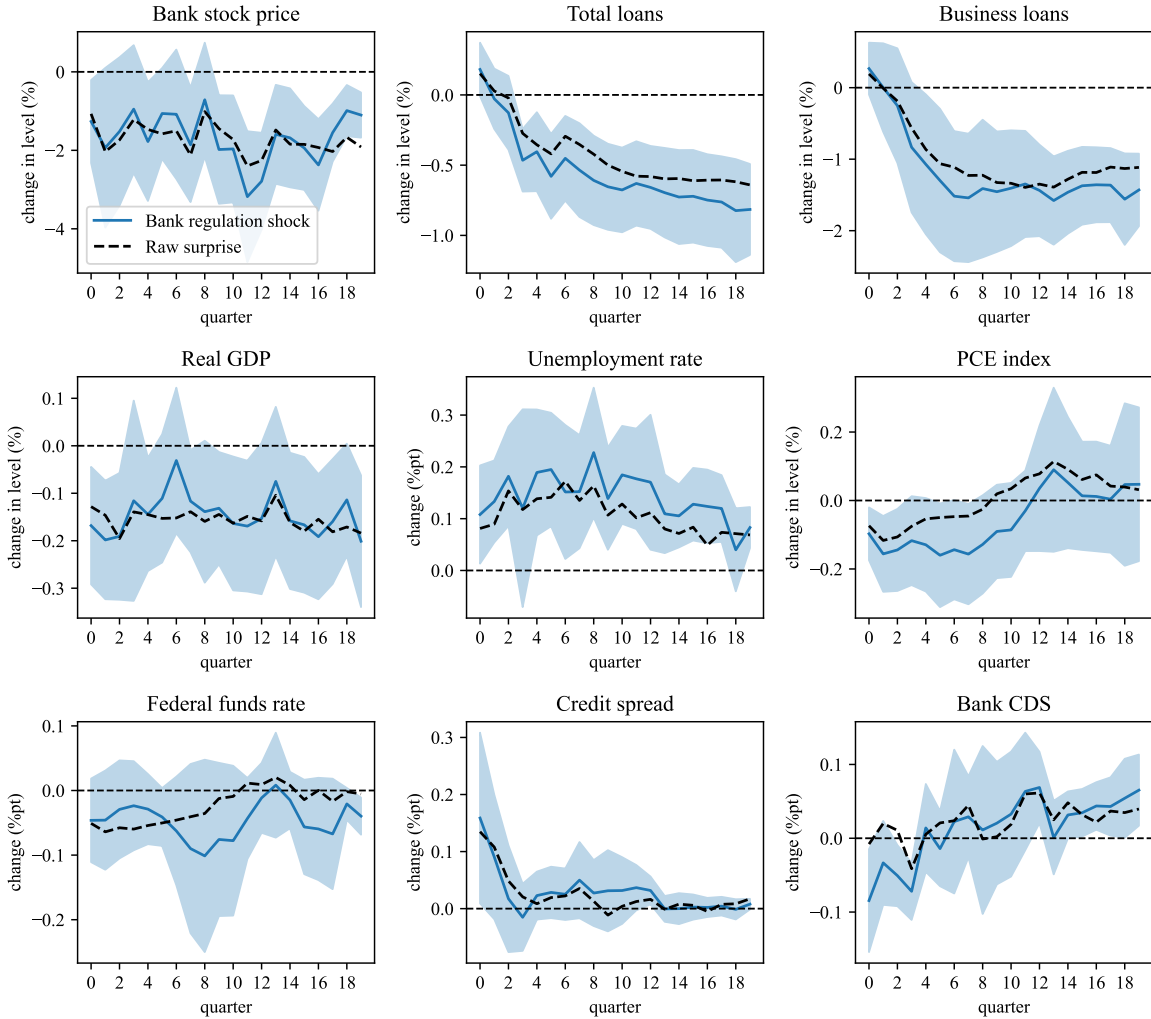 Bank stock price
change in level (%)
0
−2
−4
Bank regulation shock
Raw surprise
0 2 4 6 8 10 12 14 16 18
quarter
Total loans
change in level (%)
0.0
−0.5
−1.0
0 2 4 6 8 10 12 14 16 18
quarter
Business loans
change in level (%)
0
−1
−2
0 2 4 6 8 10 12 14 16 18
quarter
Real GDP
change in level (%)
0.1
0.0
−0.1
−0.2
−0.3
0 2 4 6 8 10 12 14 16 18
quarter
Unemployment rate
change (%pt)
0.3
0.2
0.1
0.0
0 2 4 6 8 10 12 14 16 18
quarter
PCE index
change in level (%)
0.2
0.0
−0.2
0 2 4 6 8 10 12 14 16 18
quarter
Federal funds rate
change (%pt)
0.1
0.0
−0.1
−0.2
0 2 4 6 8 10 12 14 16 18
quarter
Credit spread
change (%pt)
0.3
0.2
0.1
0.0
0 2 4 6 8 10 12 14 16 18
quarter
Bank CDS
change (%pt)
0.1
0.0
−0.1
0 2 4 6 8 10 12 14 16 18
quarter